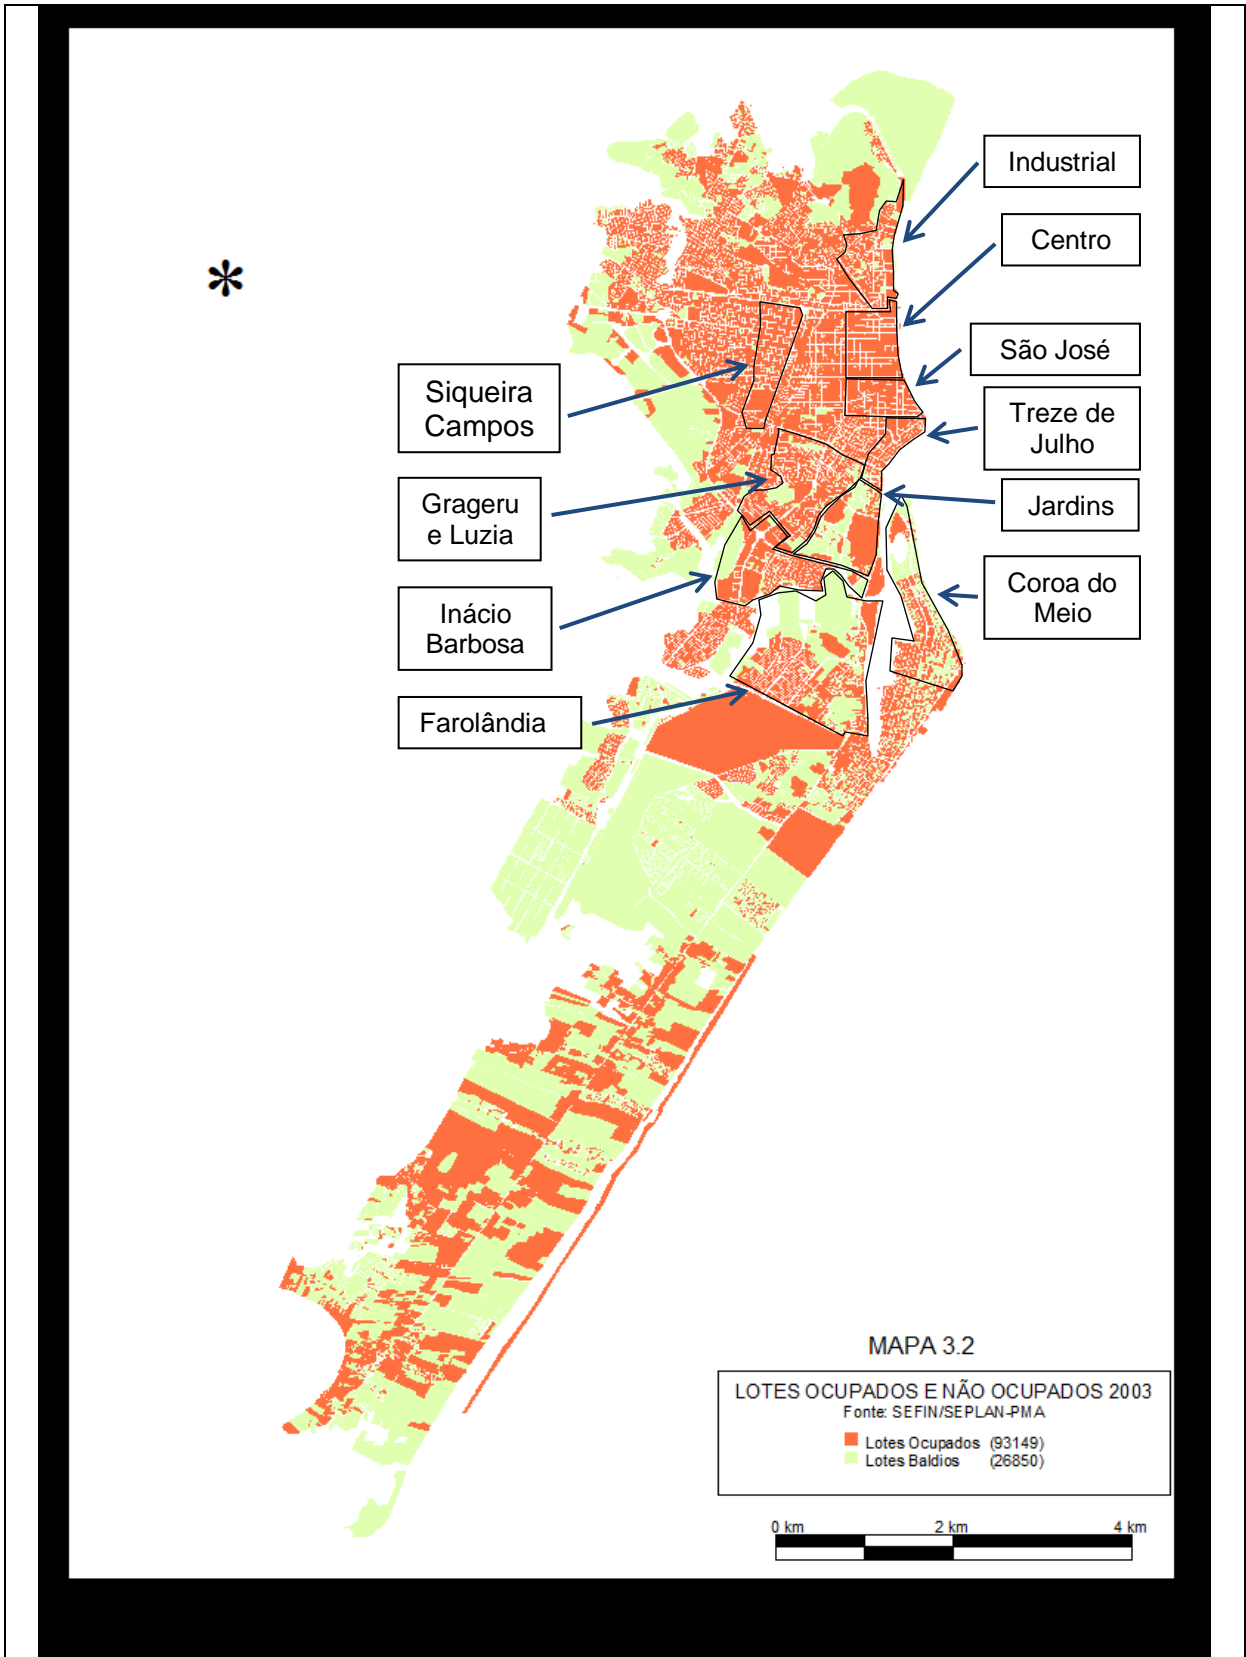 Industrial
Centro
São José
Siqueira
Campos
Treze de
Julho
Grageru
e Luzia
Jardins
Coroa do
Meio
Inácio
Barbosa
Farolândia
MAPA 3.2
LOTES OCUPADOS E NÃO OCUPADOS 2003
Fonte: SEFIN/SEPLAN-PMA
Lotes Ocupados (93149)
Lotes Baldios (26850)
0 km 2 km 4 km